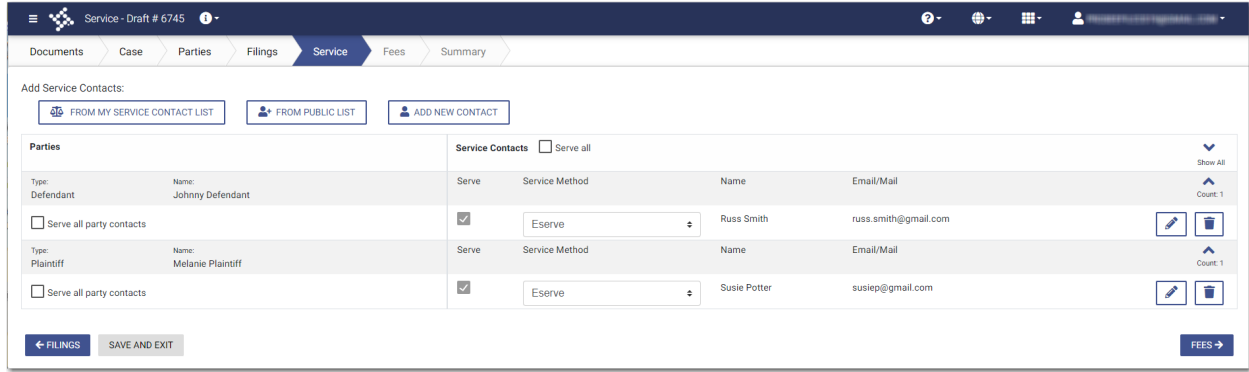 Service - Draft # 6745
Documents Case Parties Filings Service Fees Summary
Add Service Contacts:
FROM MY SERVICE CONTACT LIST FROM PUBLIC LIST ADD NEW CONTACT
Parties Service Contacts Serve all
Show All
Type: Name: Serve Service Method Name Email/Mail
Defendant Johnny Defendant Count: 1
Serve all party contacts Eserve Russ Smith russ.smith@gmail.com
Type: Name: Serve Service Method Name Email/Mail
Plaintiff Melanie Plaintiff Count: 1
Serve all party contacts Eserve Susie Potter susiep@gmail.com
FILINGS SAVE AND EXIT FEES